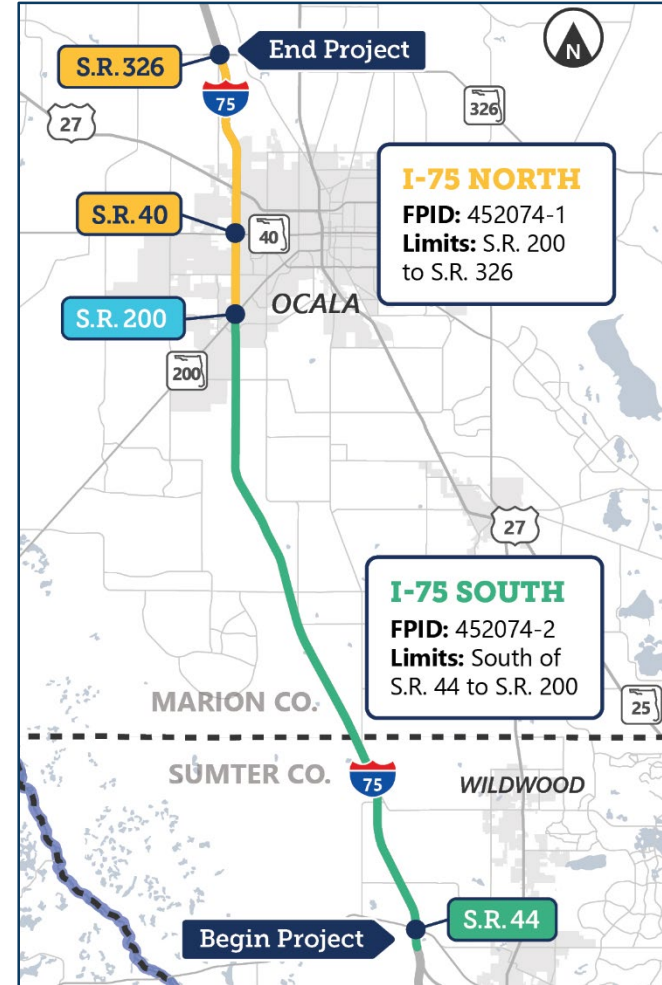 End Project
N
S.R. 326
75
326
27
I-75 NORTH
FPID: 452074-1
Limits: S.R. 200
to S.R. 326
S.R. 40
40
S.R. 200
OCALA
200
27
I-75 SOUTH
FPID: 452074-2
Limits: South of
S.R. 44 to S.R. 200
MARION CO.
25
SUMTER CO.
75
WILDWOOD
S.R. 44
Begin Project